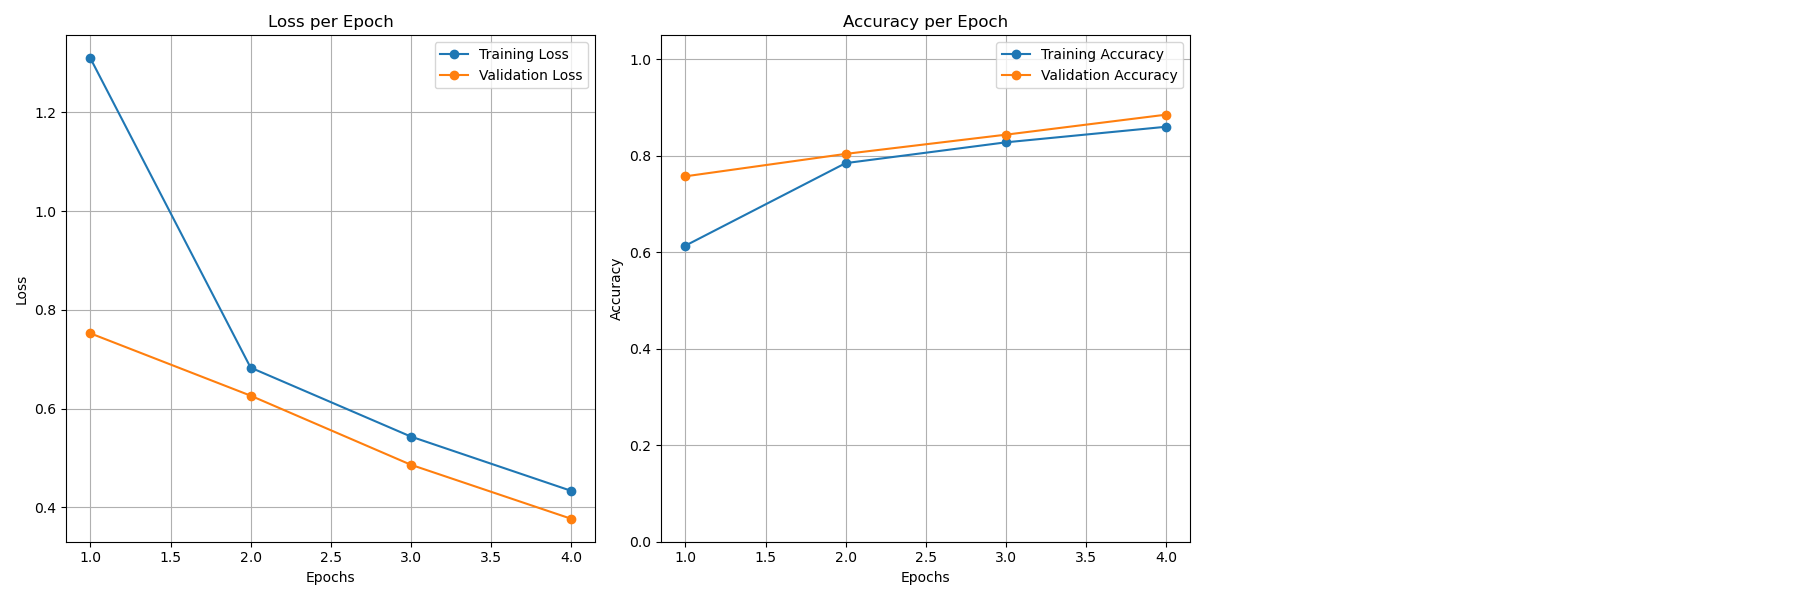 Loss per Epoch
Training Loss
Validation Loss
1.2
1.0
0.8
0.6
0.4
Loss
1.0
1.5
2.0
2.5
3.0
3.5
4.0
Epochs
Accuracy per Epoch
Training Accuracy
Validation Accuracy
1.0
0.8
0.6
0.4
0.2
0.0
Accuracy
1.0
1.5
2.0
2.5
3.0
3.5
4.0
Epochs